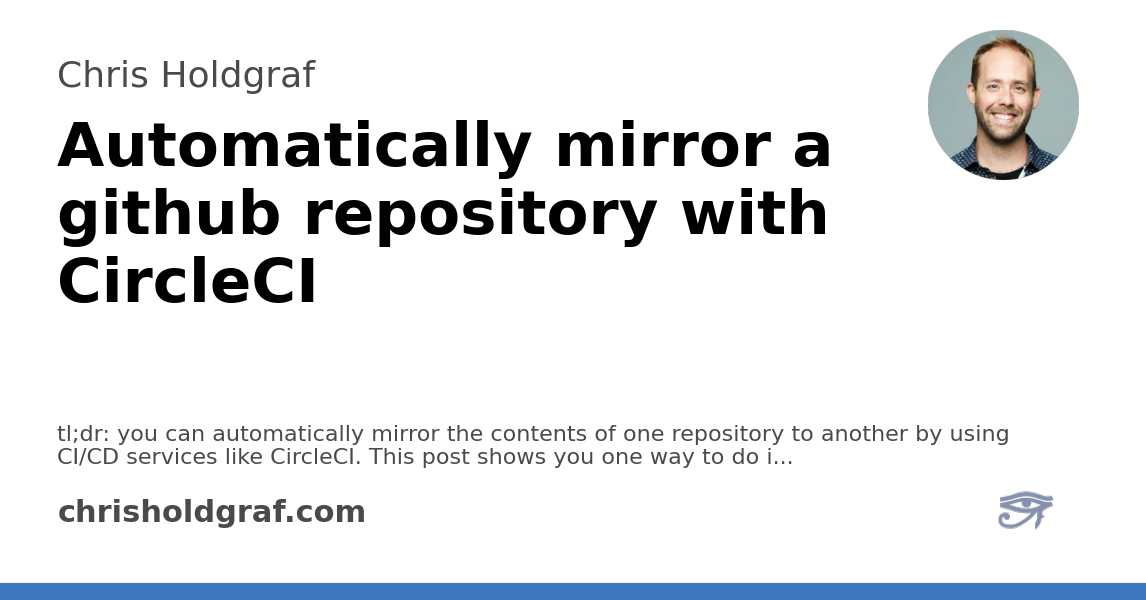 Chris Holdgraf
Automatically mirror a
github repository with
CircleCI
tl;dr: you can automatically mirror the contents of one repository to another by using
CI/CD services like CircleCI. This post shows you one way to do i...
chrisholdgraf.com